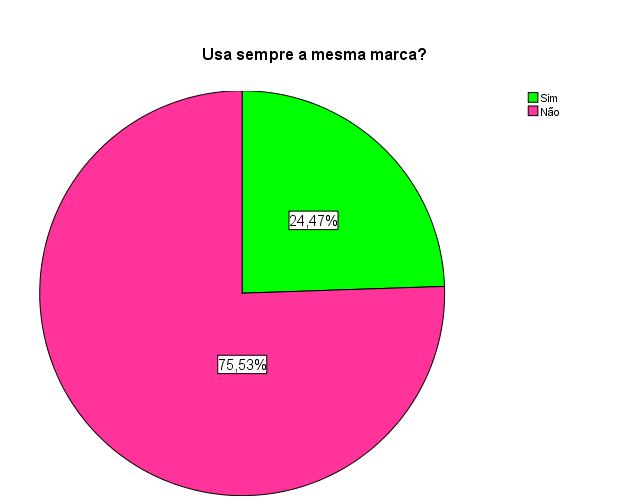 Usa sempre a mesma marca?
Sim
Não
24,47%
75,53%